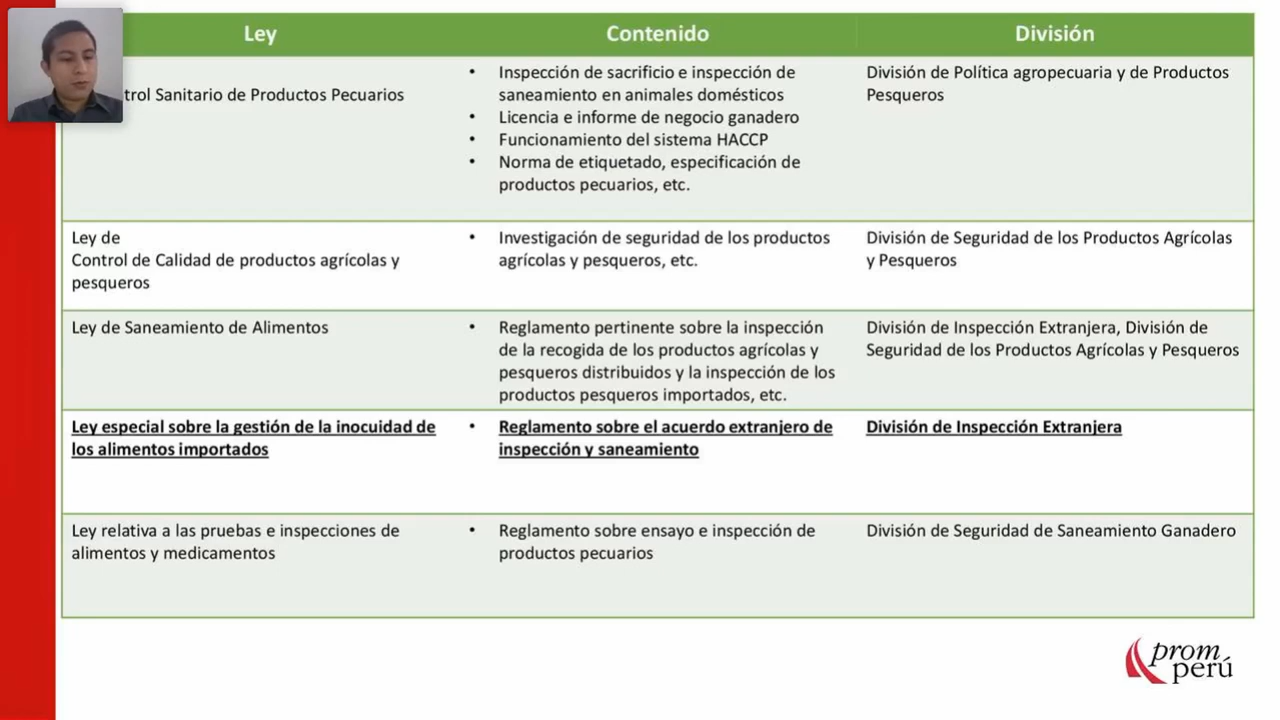 Ley
Contenido
División
trol Sanitario de Productos Pecuarios
• Inspección de sacrificio e inspección de
saneamiento en animales domésticos
• Licencia e informe de negocio ganadero
• Funcionamiento del sistema HACCP
• Norma de etiquetado, especificación de
productos pecuarios, etc.
División de Política agropecuaria y de Productos
Pesqueros
Ley de
Control de Calidad de productos agrícolas y
pesqueros
• Investigación de seguridad de los productos
agrícolas y pesqueros, etc.
División de Seguridad de los Productos Agrícolas
y Pesqueros
Ley de Saneamiento de Alimentos
• Reglamento pertinente sobre la inspección
de la recogida de los productos agrícolas y
pesqueros distribuidos y la inspección de los
productos pesqueros importados, etc.
División de Inspección Extranjera, División de
Seguridad de los Productos Agrícolas y Pesqueros
Ley especial sobre la gestión de la inocuidad de
los alimentos importados
• Reglamento sobre el acuerdo extranjero de
inspección y saneamiento
División de Inspección Extranjera
Ley relativa a las pruebas e inspecciones de
alimentos y medicamentos
• Reglamento sobre ensayo e inspección de
productos pecuarios
División de Seguridad de Saneamiento Ganadero
prom
perú